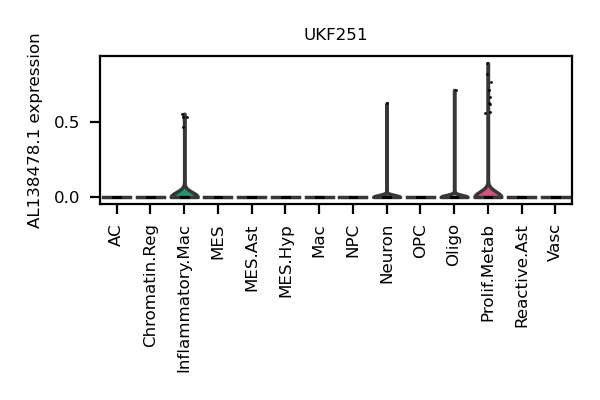 UKF251
AL138478.1 expression
0.5
0.0
AC
Chromatin.Reg
Inflammatory.Mac
MES
MES.Ast
MES.Hyp
Mac
NPC
Neuron
OPC
Oligo
Prolif.Metab
Reactive.Ast
Vasc